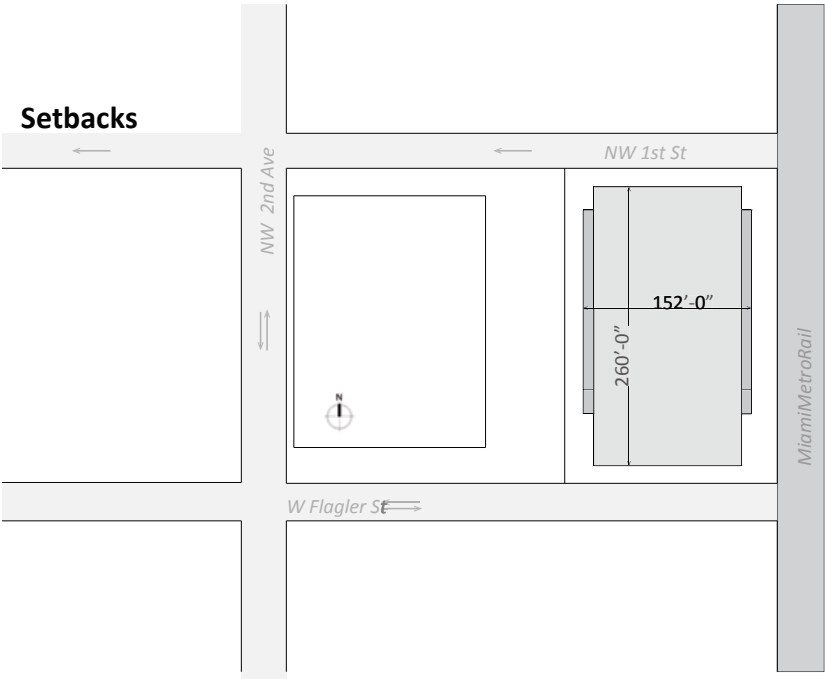 Setbacks
NW 1st St
NW 2nd Ave
152'-0”
260'-0”
N
MiamiMetroRail
W Flagler St